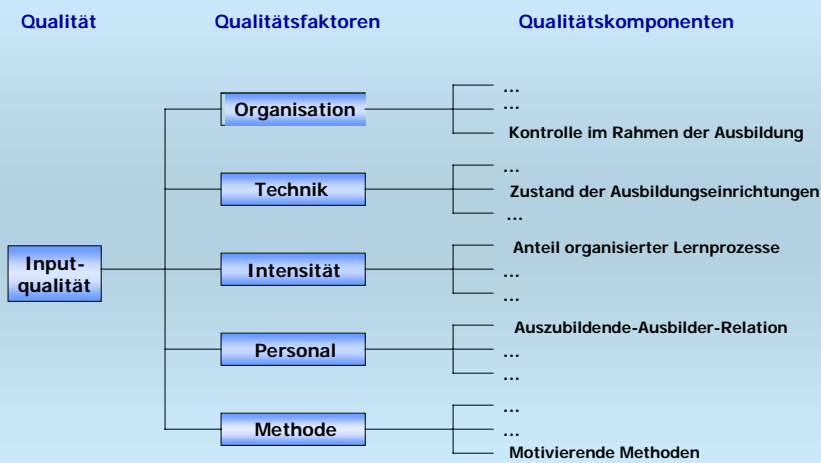 Qualität Qualitätsfaktoren Qualitätskomponenten
...
Organisation
...
Kontrolle im Rahmen der Ausbildung
...
Technik
Zustand der Ausbildungseinrichtungen
...
Anteil organisierter Lernprozesse
Input-
qualität
Intensität
...
...
Auszubildende-Ausbilder-Relation
Personal
...
...
...
Methode
...
Motivierende Methoden